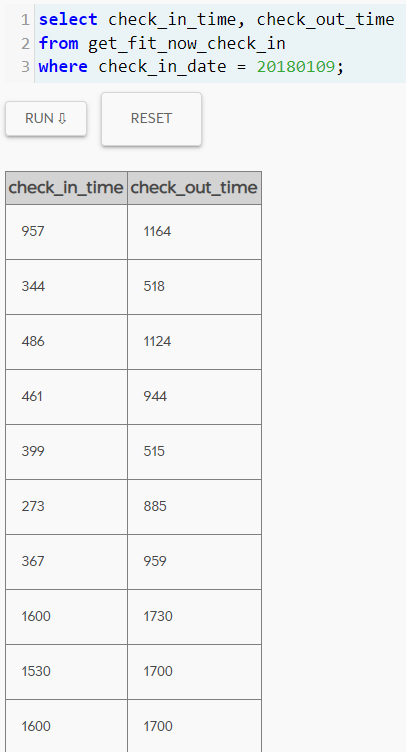 1 select check_in_time, check_out_time
2 from get_fit_now_check_in
3 where check_in_date = 20180109;
RUN ⇩ RESET
check_in_time check_out_time
957 1164
344 518
486 1124
461 944
399 515
273 885
367 959
1600 1730
1530 1700
1600 1700